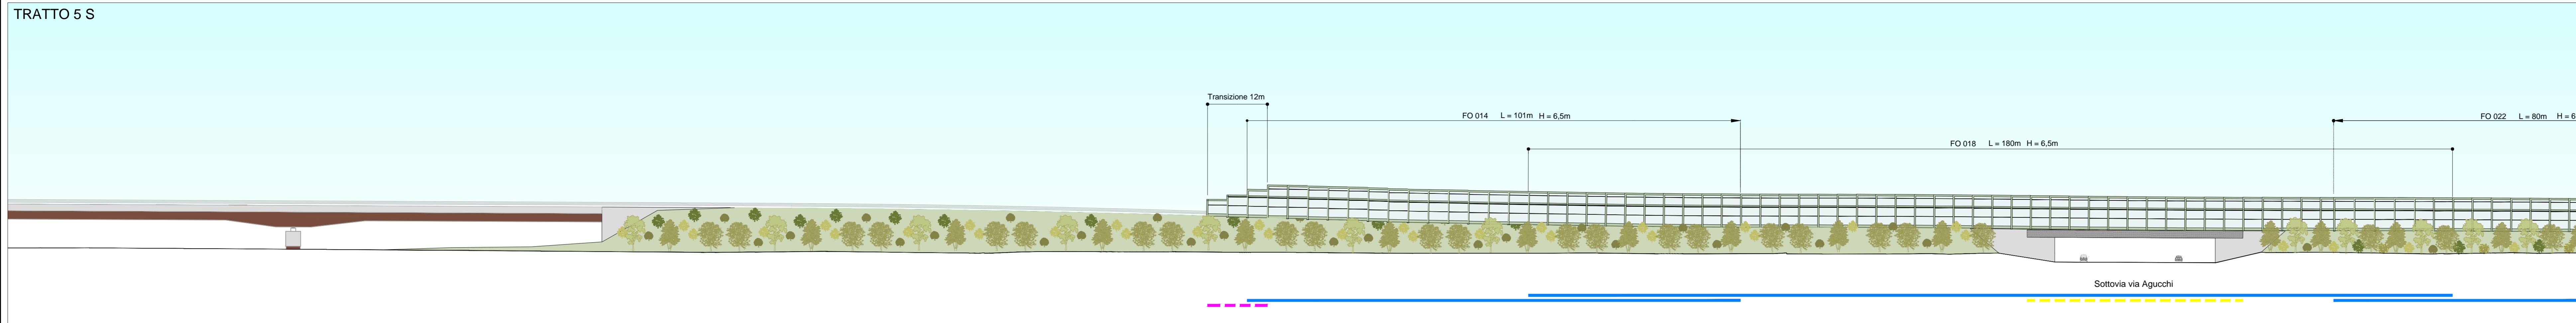 TRATTO 5 S
Transizione 12m
FO 014 L = 101m H = 6,5m
FO 022 L = 80m H = 6
FO 018 L = 180m H = 6,5m
Sottovia via Agucchi